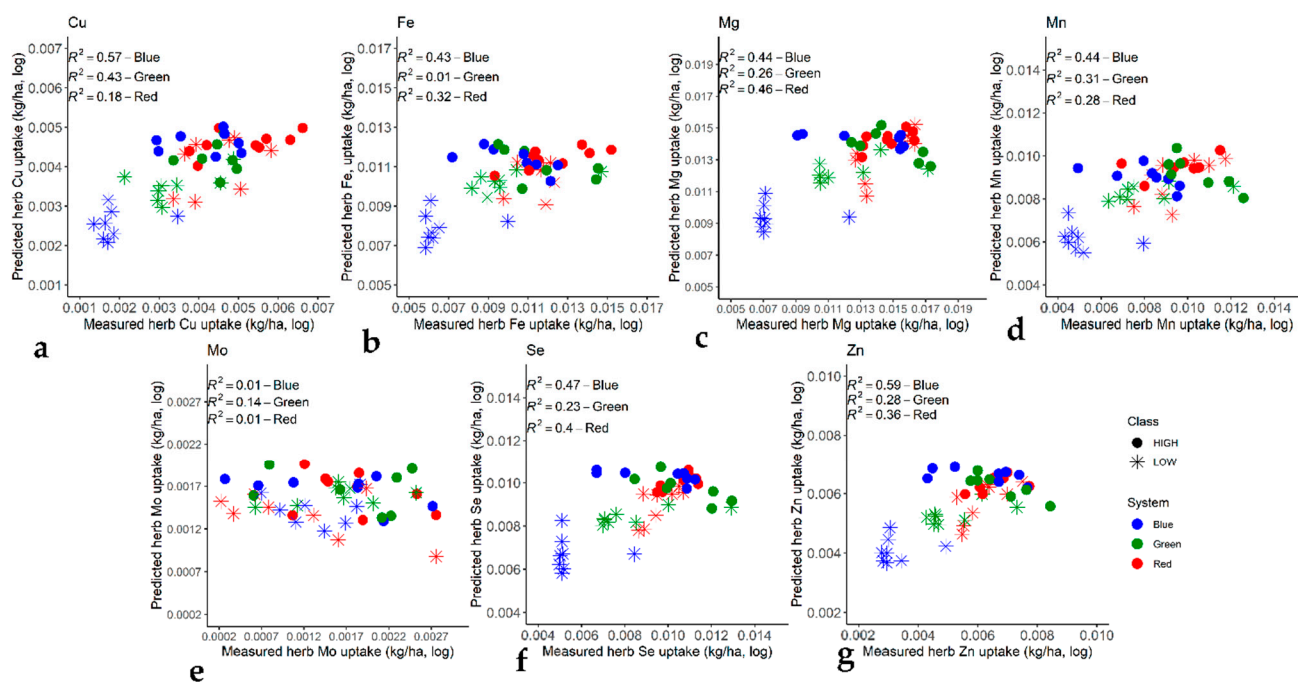 Cu
Predicted herb Cu uptake (kg/ha, log)
0.007
0.006
0.005
0.004
0.003
0.002
0.001
R² = 0.57 – Blue
R² = 0.43 – Green
R² = 0.18 – Red
0.001 0.002 0.003 0.004 0.005 0.006 0.007
Measured herb Cu uptake (kg/ha, log)
a
Fe
Predicted herb Fe, uptake (kg/ha, log)
0.017
0.015
0.013
0.011
0.009
0.007
0.005
R² = 0.43 – Blue
R² = 0.01 – Green
R² = 0.32 – Red
0.005 0.007 0.009 0.011 0.013 0.015 0.017
Measured herb Fe uptake (kg/ha, log)
b
Mg
Predicted herb Mg uptake (kg/ha, log)
0.019
0.017
0.015
0.013
0.011
0.009
0.007
0.005
R² = 0.44 – Blue
R² = 0.26 – Green
R² = 0.46 – Red
0.005 0.007 0.009 0.011 0.013 0.015 0.017 0.019
Measured herb Mg uptake (kg/ha, log)
c
Mn
Predicted herb Mn uptake (kg/ha, log)
0.014
0.012
0.010
0.008
0.006
0.004
R² = 0.44 – Blue
R² = 0.31 – Green
R² = 0.28 – Red
0.004 0.006 0.008 0.010 0.012 0.014
Measured herb Mn uptake (kg/ha, log)
d
Mo
Predicted herb Mo uptake (kg/ha, log)
0.0027
0.0022
0.0017
0.0012
0.0007
0.0002
R² = 0.01 – Blue
R² = 0.14 – Green
R² = 0.01 – Red
0.0002 0.0007 0.0012 0.0017 0.0022 0.0027
Measured herb Mo uptake (kg/ha, log)
e
Se
Predicted herb Se uptake (kg/ha, log)
0.014
0.012
0.010
0.008
0.006
0.004
R² = 0.47 – Blue
R² = 0.23 – Green
R² = 0.4 – Red
0.004 0.006 0.008 0.010 0.012 0.014
Measured herb Se uptake (kg/ha, log)
f
Zn
Predicted herb Zn uptake (kg/ha, log)
0.010
0.008
0.006
0.004
0.002
R² = 0.59 – Blue
R² = 0.28 – Green
R² = 0.36 – Red
0.002 0.004 0.006 0.008 0.010
Measured herb Zn uptake (kg/ha, log)
g
Class
HIGH
LOW
System
Blue
Green
Red